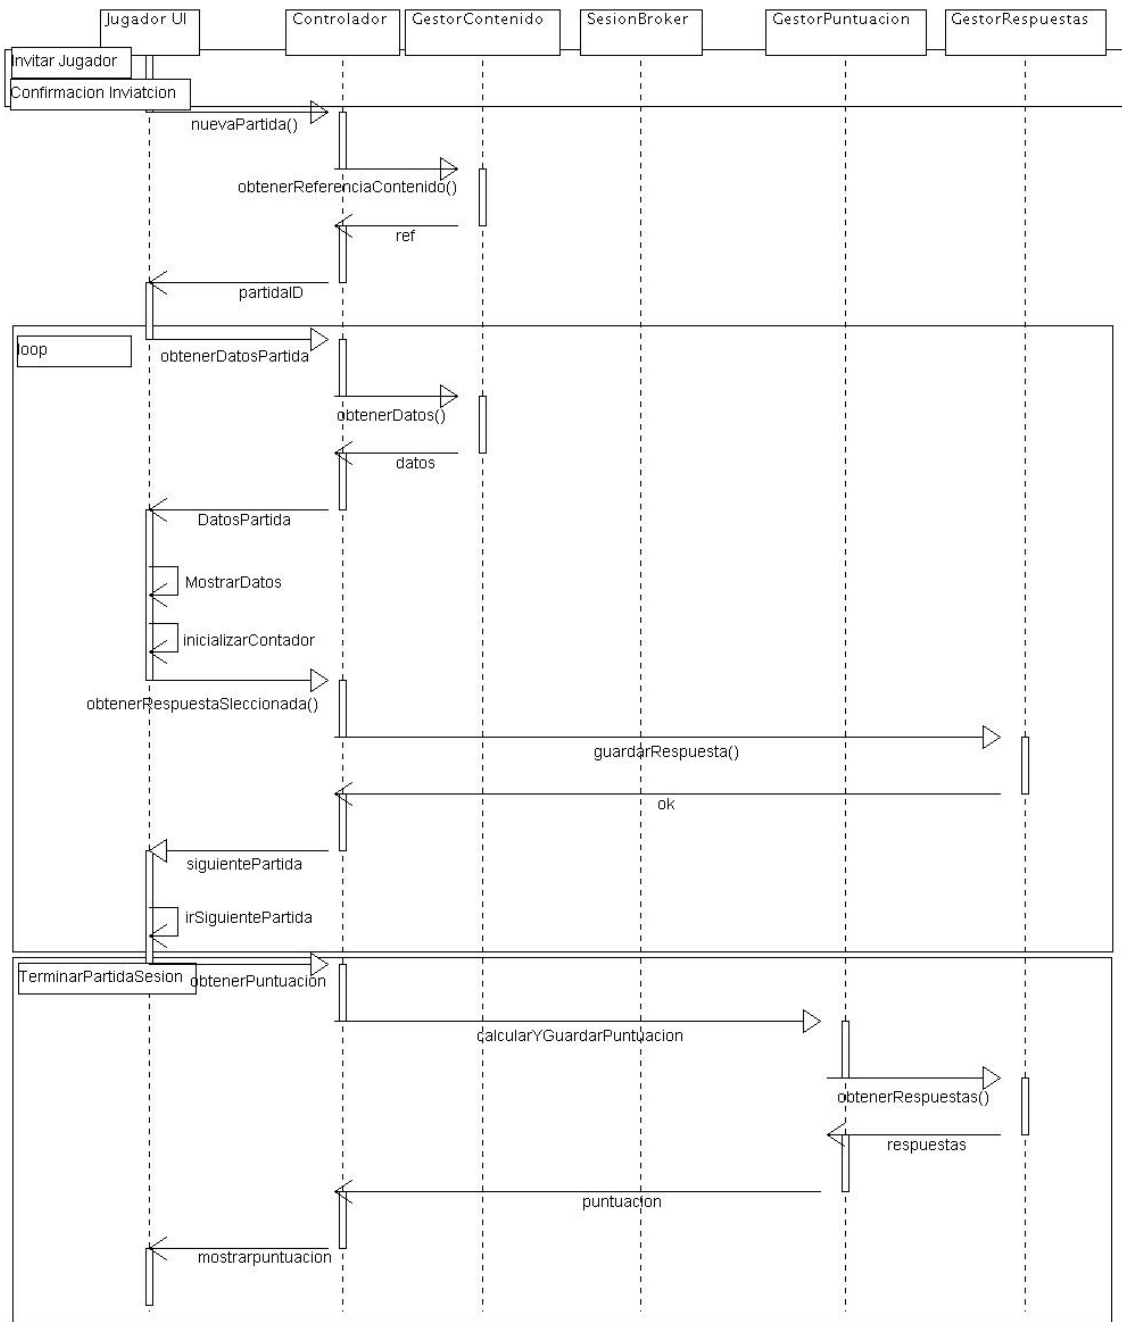 Jugador UI
Controlador
GestorContenido
SesionBroker
GestorPuntuacion
GestorRespuestas
Invitar Jugador
Confirmacion Inviatcion
nuevaPartida()
obtenerReferenciaContenido()
ref
partidaID
loop
obtenerDatosPartida
obtenerDatos()
datos
DatosPartida
MostrarDatos
inicializarContador
obtenerRespuestaSleccionada()
guardarRespuesta()
ok
siguientePartida
irSiguientePartida
TerminarPartidaSesion
obtenerPuntuacion
calcularYGuardarPuntuacion
obtenerRespuestas()
respuestas
puntuacion
mostrarpuntuacion